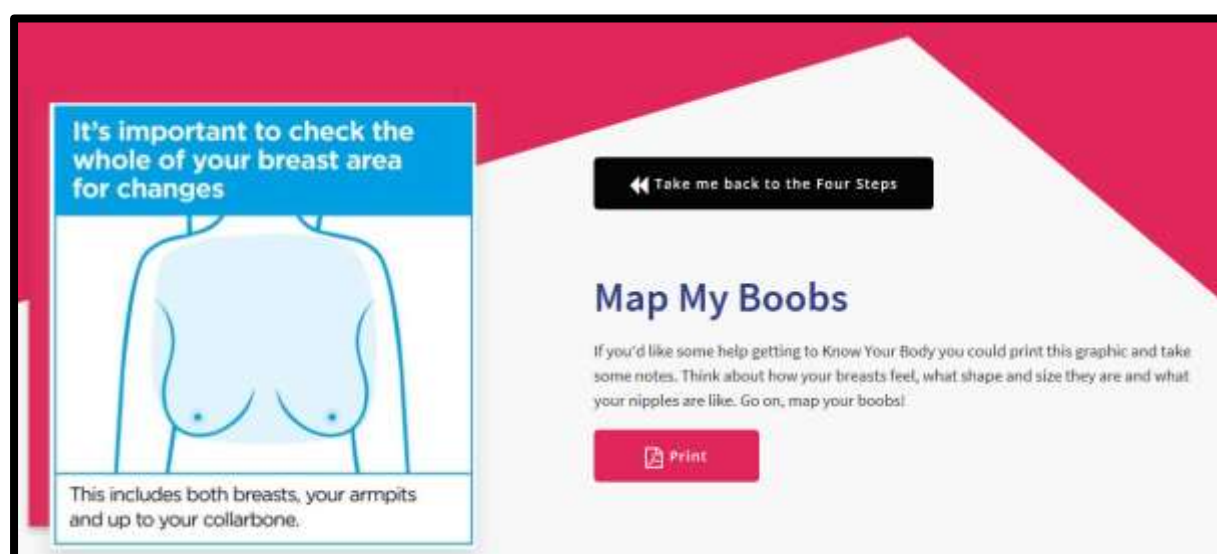 It's important to check the
whole of your breast area
for changes
This includes both breasts, your armpits
and up to your collarbone.
Take me back to the Four Steps
Map My Boobs
If you'd like some help getting to Know Your Body you could print this graphic and take
some notes. Think about how your breasts feel, what shape and size they are and what
your nipples are like. Go on, map your boobs!
Print